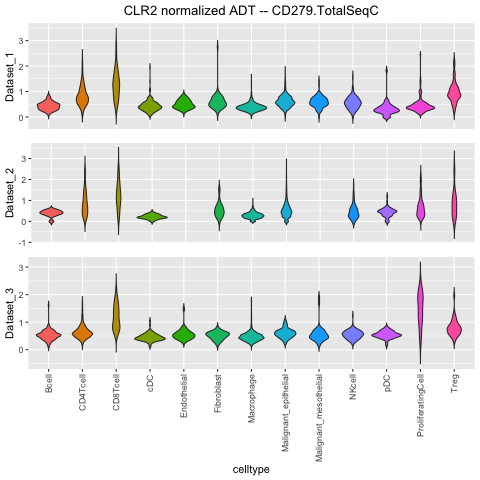 CLR2 normalized ADT -- CD279.TotalSeqC
Dataset_1
3
2
1
0
Dataset_2
3
2
1
0
-1
Dataset_3
3
2
1
0
Bcell
CD4Tcell
CD8Tcell
cDC
Endothelial
Fibroblast
Macrophage
Malignant_epithelial
Malignant_mesothelial
NKcell
pDC
ProliferatingCell
Treg
celltype